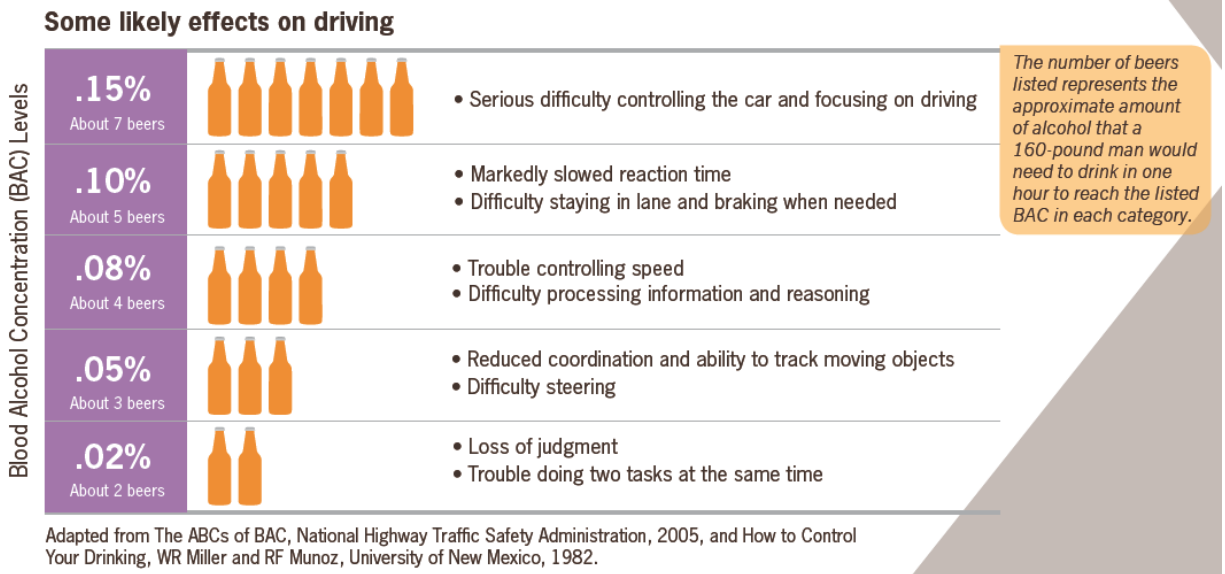 Some likely effects on driving
Blood Alcohol Concentration (BAC) Levels
.15%
About 7 beers
• Serious difficulty controlling the car and focusing on driving
.10%
About 5 beers
• Markedly slowed reaction time
• Difficulty staying in lane and braking when needed
.08%
About 4 beers
• Trouble controlling speed
• Difficulty processing information and reasoning
.05%
About 3 beers
• Reduced coordination and ability to track moving objects
• Difficulty steering
.02%
About 2 beers
• Loss of judgment
• Trouble doing two tasks at the same time
The number of beers
listed represents the
approximate amount
of alcohol that a
160-pound man would
need to drink in one
hour to reach the listed
BAC in each category.
Adapted from The ABCs of BAC, National Highway Traffic Safety Administration, 2005, and How to Control
Your Drinking, WR Miller and RF Munoz, University of New Mexico, 1982.